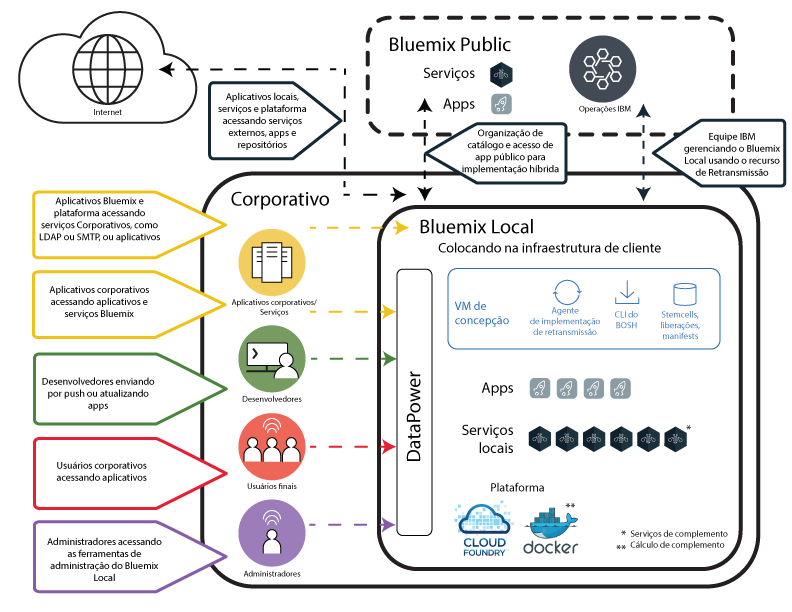 Internet
Aplicativos locais,
serviços e plataforma
acessando serviços
externos, apps e
repositórios
Bluemix Public
Serviços
Apps
Operações IBM
Organização de
catálogo e acesso de
app público para
implementação híbrida
Equipe IBM
gerenciando o Bluemix
Local usando o recurso
de Retransmissão
Aplicativos Bluemix e
plataforma acessando
serviços Corporativos, como
LDAP ou SMTP, ou aplicativos
Aplicativos corporativos
acessando aplicativos e
serviços Bluemix
Desenvolvedores enviando
por push ou atualizando
apps
Usuários corporativos
acessando aplicativos
Administradores acessando
as ferramentas de
administração do Bluemix
Local
Corporativo
Aplicativos corporativos/
Serviços
Desenvolvedores
Usuários finais
Administradores
Bluemix Local
Colocando na infraestrutura de cliente
DataPower
VM de
concepção
Agente
de implementação
de retransmissão
CLI do
BOSH
Stemcells,
liberações,
manifests
Apps
Serviços
locais
*
Plataforma
CLOUD
FOUNDRY
**
docker
* Serviços de complemento
** Cálculo de complemento